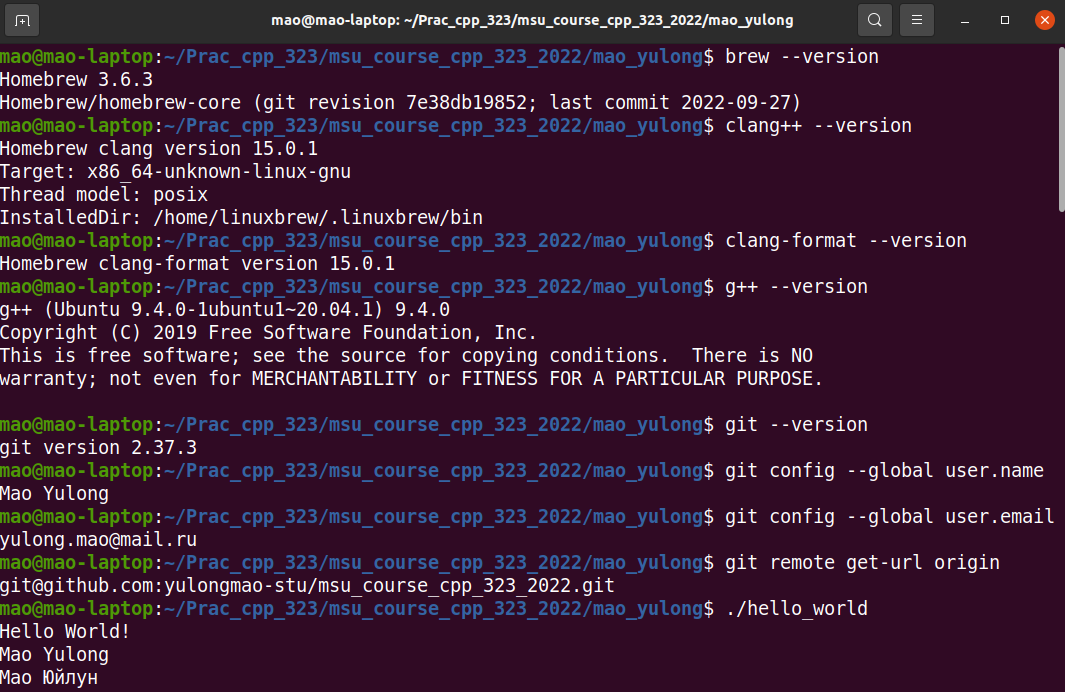 mao@mao-laptop: ~/Prac_cpp_323/msu_course_cpp_323_2022/mao_yulong
mao@mao-laptop:~/Prac_cpp_323/msu_course_cpp_323_2022/mao_yulong$ brew --version
Homebrew 3.6.3
Homebrew/homebrew-core (git revision 7e38db19852; last commit 2022-09-27)
mao@mao-laptop:~/Prac_cpp_323/msu_course_cpp_323_2022/mao_yulong$ clang++ --version
Homebrew clang version 15.0.1
Target: x86_64-unknown-linux-gnu
Thread model: posix
InstalledDir: /home/linuxbrew/.linuxbrew/bin
mao@mao-laptop:~/Prac_cpp_323/msu_course_cpp_323_2022/mao_yulong$ clang-format --version
Homebrew clang-format version 15.0.1
mao@mao-laptop:~/Prac_cpp_323/msu_course_cpp_323_2022/mao_yulong$ g++ --version
g++ (Ubuntu 9.4.0-1ubuntu1~20.04.1) 9.4.0
Copyright (C) 2019 Free Software Foundation, Inc.
This is free software; see the source for copying conditions.  There is NO
warranty; not even for MERCHANTABILITY or FITNESS FOR A PARTICULAR PURPOSE.
mao@mao-laptop:~/Prac_cpp_323/msu_course_cpp_323_2022/mao_yulong$ git --version
git version 2.37.3
mao@mao-laptop:~/Prac_cpp_323/msu_course_cpp_323_2022/mao_yulong$ git config --global user.name
Mao Yulong
mao@mao-laptop:~/Prac_cpp_323/msu_course_cpp_323_2022/mao_yulong$ git config --global user.email
yulong.mao@mail.ru
mao@mao-laptop:~/Prac_cpp_323/msu_course_cpp_323_2022/mao_yulong$ git remote get-url origin
git@github.com:yulongmao-stu/msu_course_cpp_323_2022.git
mao@mao-laptop:~/Prac_cpp_323/msu_course_cpp_323_2022/mao_yulong$ ./hello_world
Hello World!
Mao Yulong
Мао Юйлун